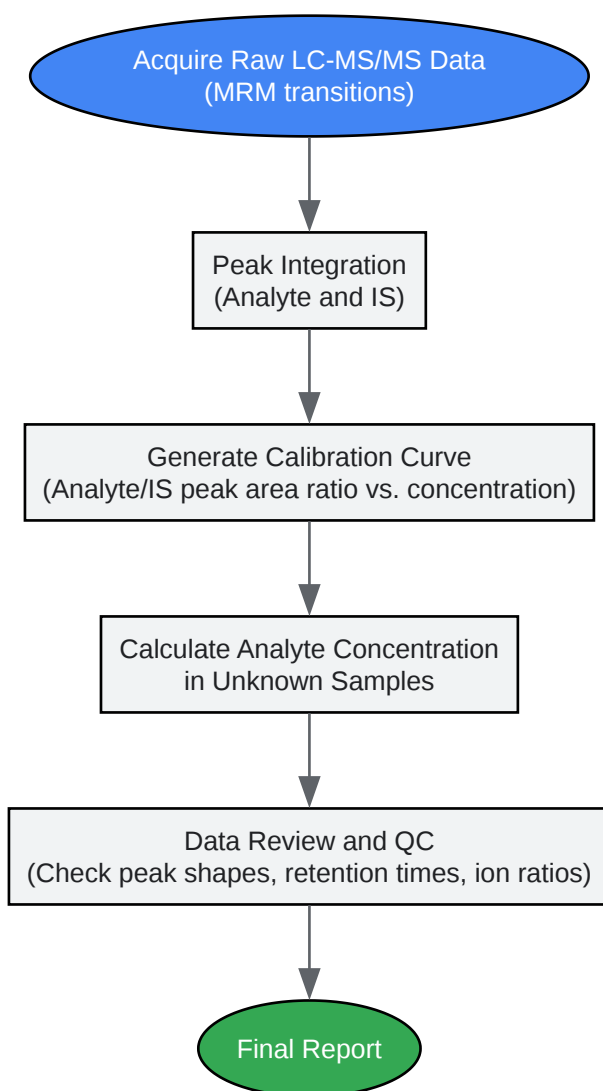 Acquire Raw LC-MS/MS Data
(MRM transitions)
Peak Integration
(Analyte and IS)
Generate Calibration Curve
(Analyte/IS peak area ratio vs. concentration)
Calculate Analyte Concentration
in Unknown Samples
Data Review and QC
(Check peak shapes, retention times, ion ratios)
Final Report